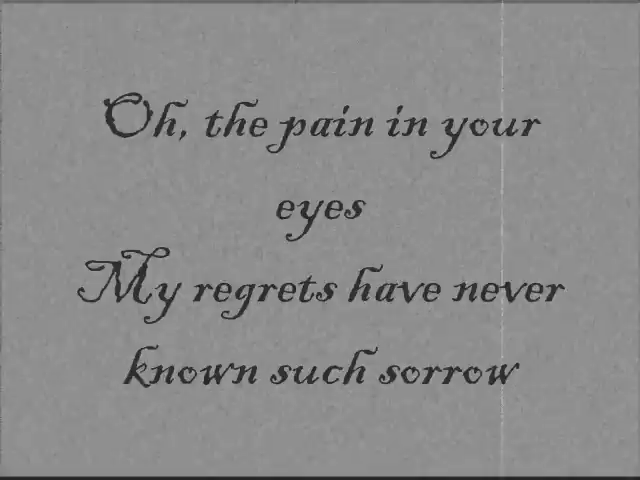 Oh, the pain in your
eyes
My regrets have never
known such sorrow